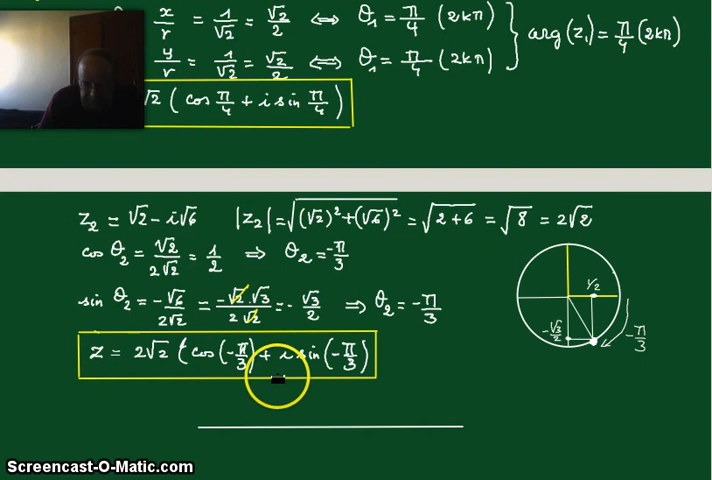 x/r = 1/√2 = √2/2 ⟺ θ₁ = π/4 (2kπ)
y/r = 1/√2 = √2/2 ⟺ θ₁ = π/4 (2kπ)
} arg(z₁) = π/4 (2kπ)
√2 ( cos π/4 + i sin π/4 )
z₂ = √2 - i√6 |z₂| = √((√2)² + (√6)²) = √(2+6) = √8 = 2√2
cos θ₂ = √2/2√2 = 1/2 ⟹ θ₂ = -π/3
sin θ₂ = -√6/2√2 = -√2·√3/2√2 = -√3/2 ⟹ θ₂ = -π/3
z = 2√2 ( cos(-π/3) + i sin(-π/3)
1/2
-√3/2
-π/3
Screencast-O-Matic.com